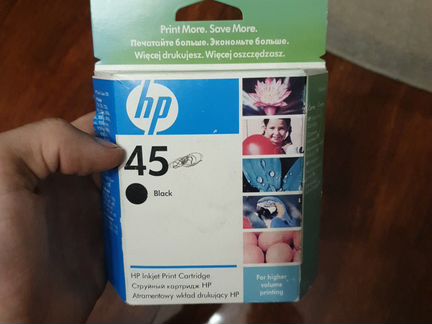 Print More. Save More.
Печатайте больше. Экономьте больше.
Więcej drukujesz. Więcej oszczędzasz.
hp
45
Black
HP Inkjet Print Cartridge
Струйный картридж HP
Atramentowy wkład drukujący HP
For higher
volume
printing